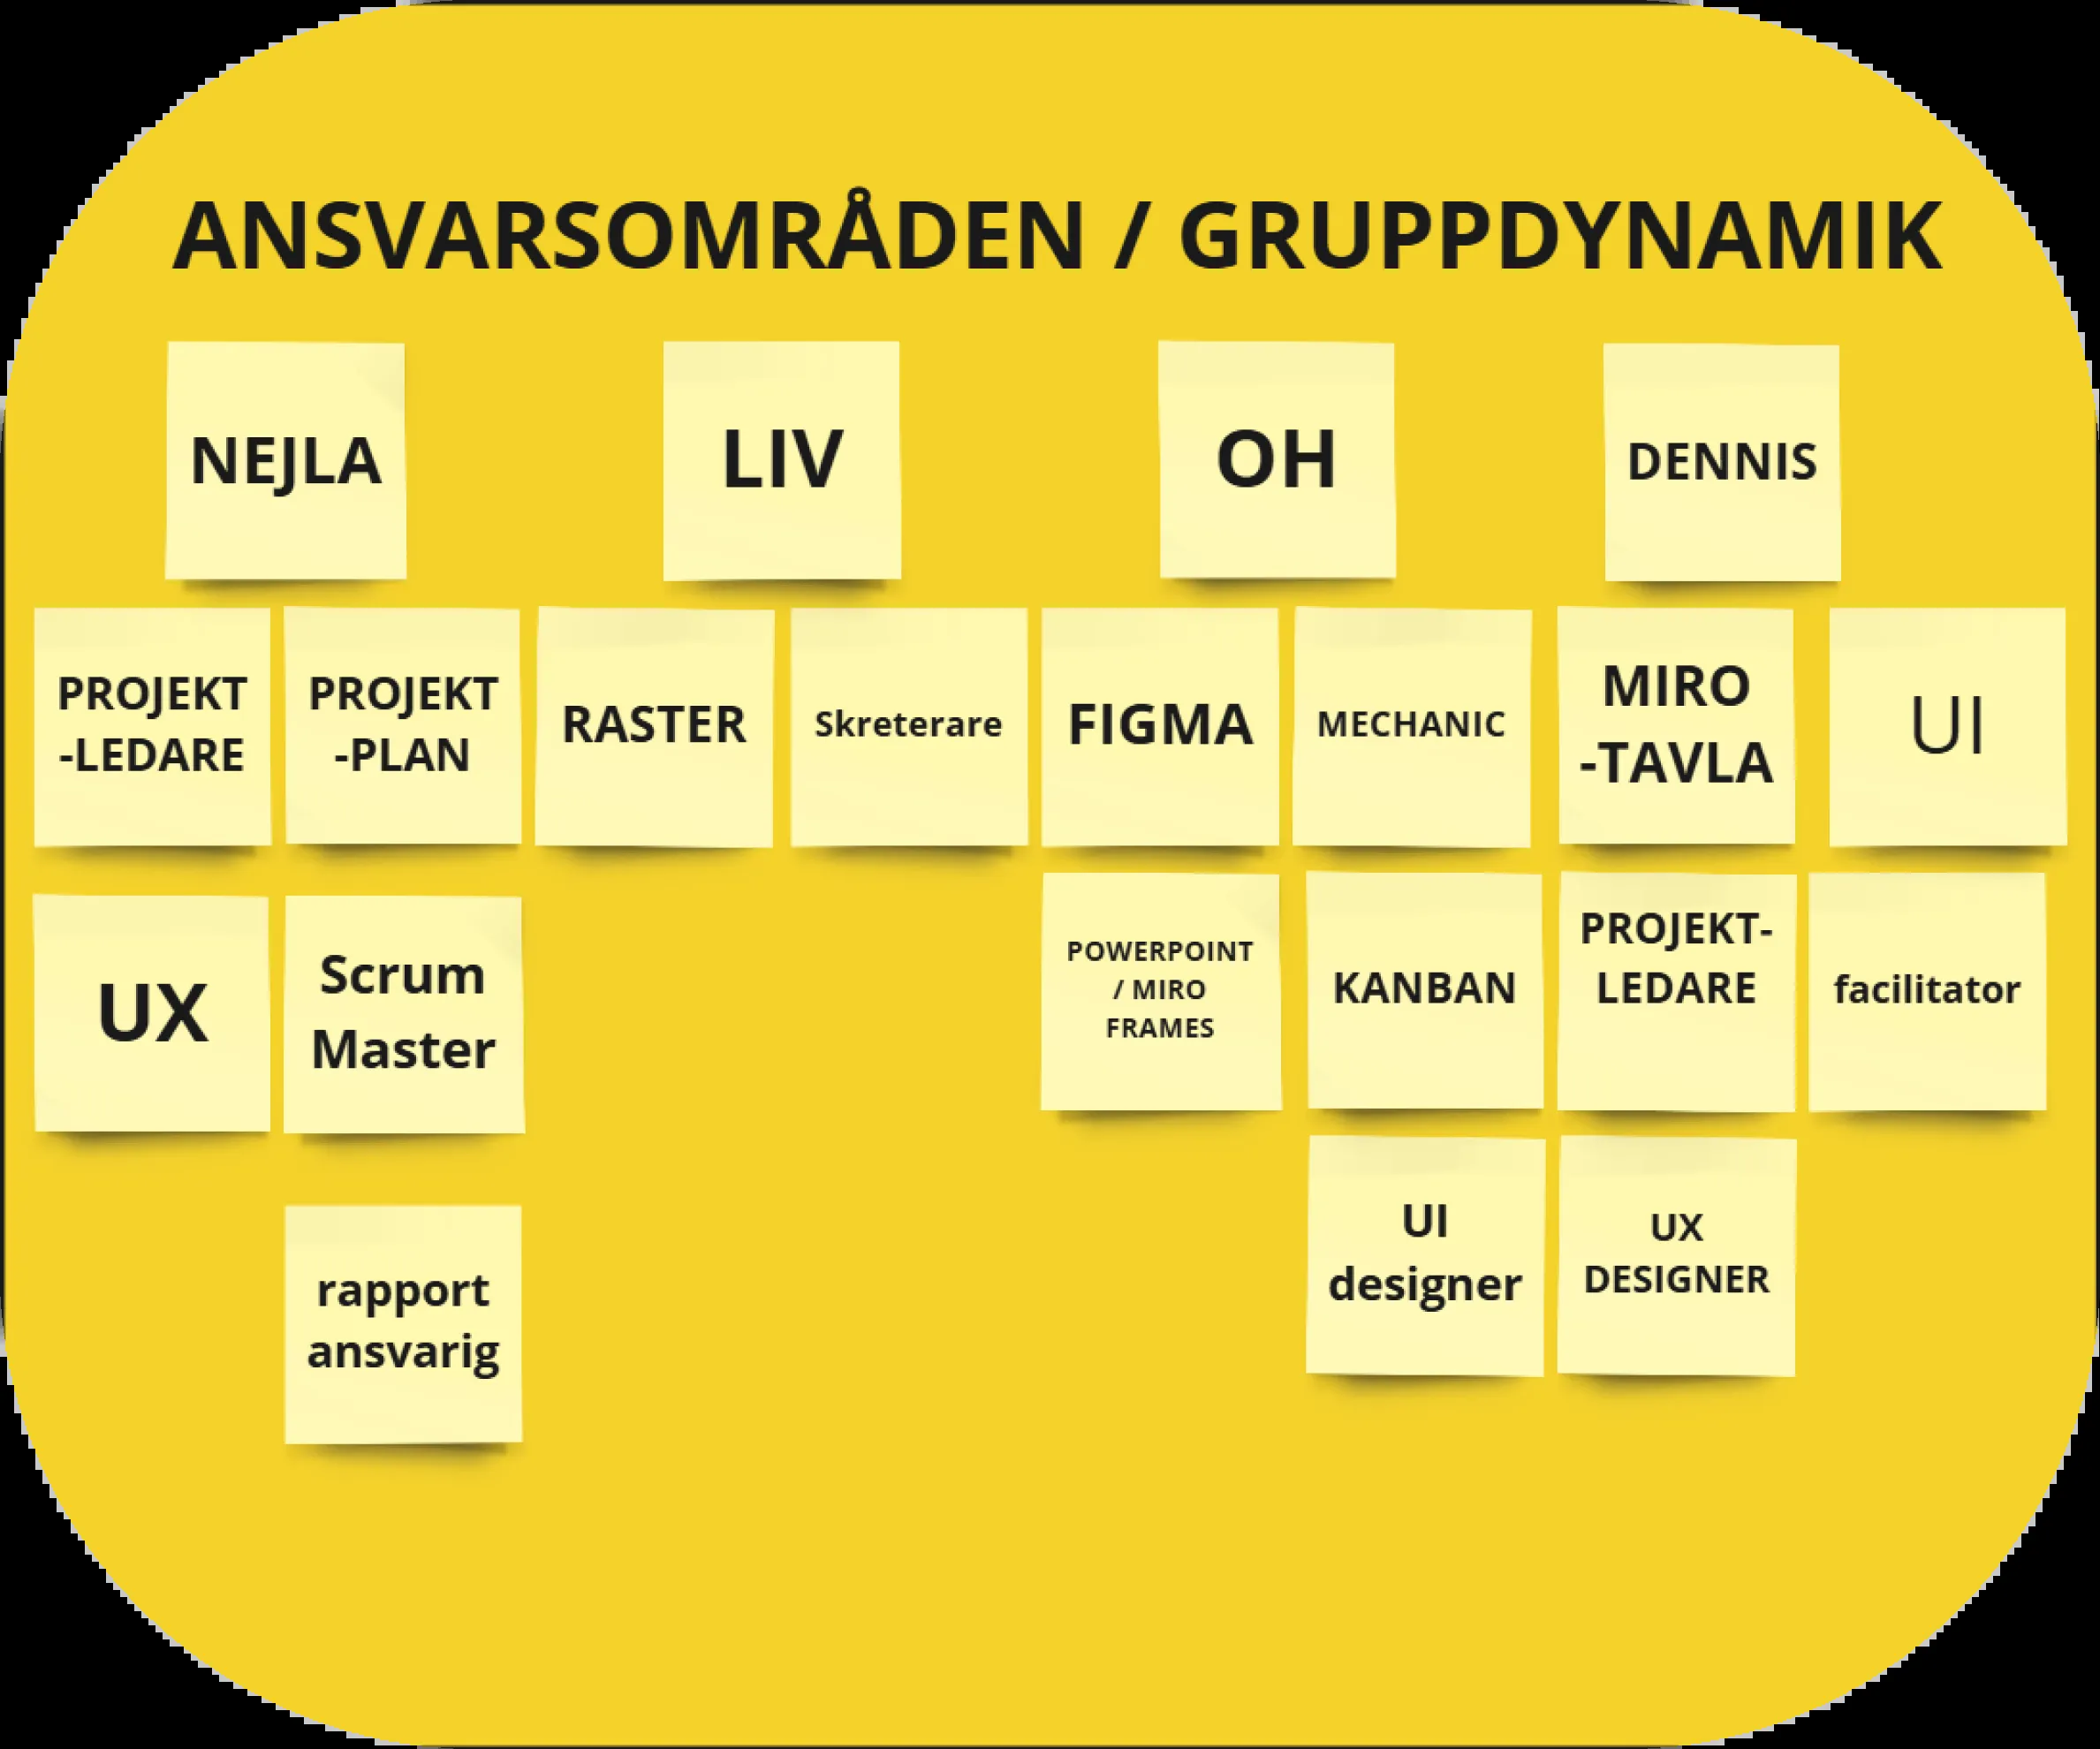 ANSVARSOMRÅDEN / GRUPPDYNAMIK
NEJLA
LIV
OH
DENNIS
PROJEKT
-LEDARE
PROJEKT
-PLAN
RASTER
Skreterare
FIGMA
MECHANIC
MIRO
-TAVLA
UI
UX
Scrum
Master
POWERPOINT
/ MIRO
FRAMES
KANBAN
PROJEKT-
LEDARE
facilitator
rapport
ansvarig
UI
designer
UX
DESIGNER